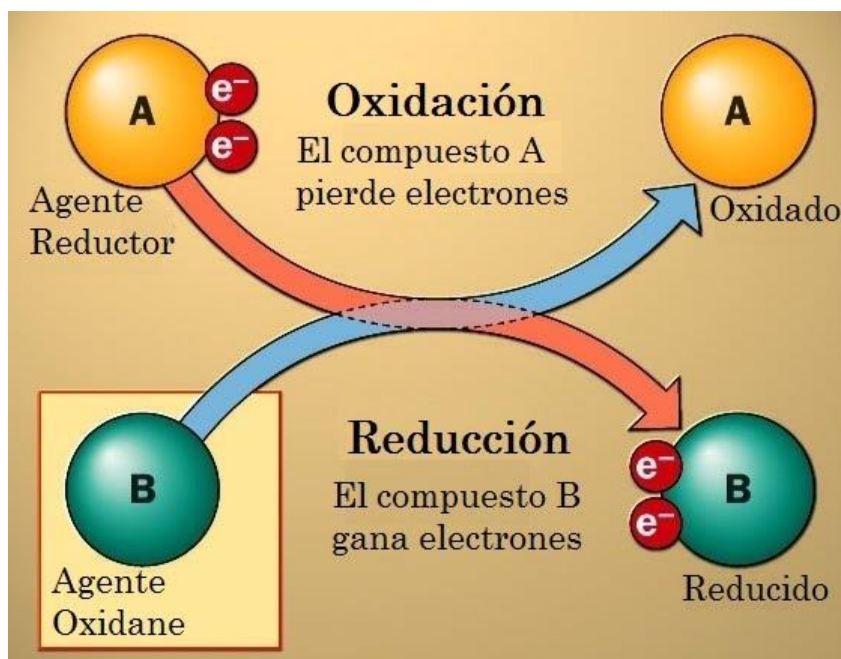 A
e−
e−
Agente
Reductor
Oxidación
El compuesto A
pierde electrones
A
Oxidado
B
Agente
Oxidane
Reducción
El compuesto B
gana electrones
e−
e−
B
Reducido